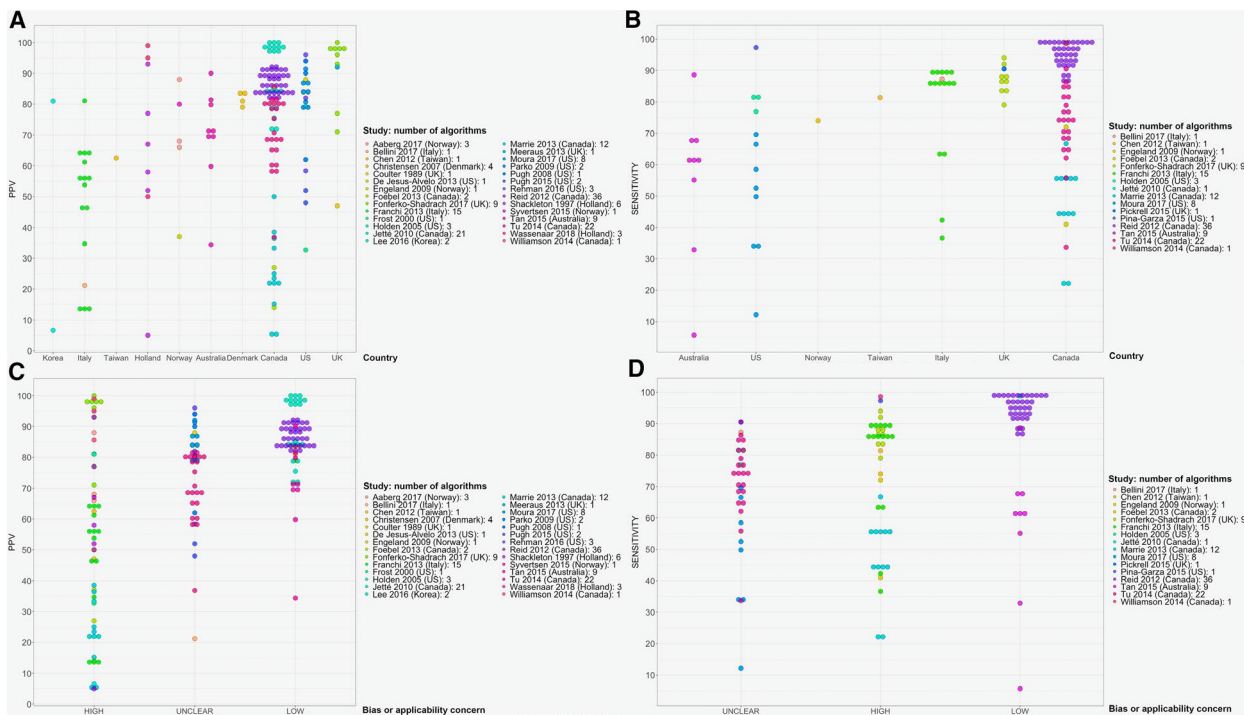 A
PPV
100
90
80
70
60
50
40
30
20
10
0
Korea Italy Taiwan Holland Norway Australia Denmark Canada US UK
Country
Study: number of algorithms
Aaberg 2017 (Norway): 3
Bellini 2017 (Italy): 1
Chen 2012 (Taiwan): 1
Christensen 2007 (Denmark): 4
Coulter 1989 (UK): 1
De Jesus-Alvelo 2013 (US): 1
Engeland 2009 (Norway): 1
Foebel 2013 (Canada): 2
Fonferko-Shadrach 2017 (UK): 9
Franchi 2013 (Italy): 15
Frost 2000 (US): 1
Holden 2005 (US): 3
Jetté 2010 (Canada): 21
Lee 2016 (Korea): 2
Marrie 2013 (Canada): 12
Meeraus 2013 (UK): 1
Moura 2017 (US): 8
Parko 2009 (US): 2
Pugh 2008 (US): 1
Pugh 2015 (US): 2
Rehman 2016 (US): 3
Reid 2012 (Canada): 36
Shackleton 1997 (Holland): 6
Syvertsen 2015 (Norway): 1
Tan 2015 (Australia): 9
Tu 2014 (Canada): 22
Wassenaar 2018 (Holland): 3
Williamson 2014 (Canada): 1
B
SENSITIVITY
100
90
80
70
60
50
40
30
20
10
Australia US Norway Taiwan Italy UK Canada
Country
Study: number of algorithms
Bellini 2017 (Italy): 1
Chen 2012 (Taiwan): 1
Engeland 2009 (Norway): 1
Foebel 2013 (Canada): 2
Fonferko-Shadrach 2017 (UK): 9
Franchi 2013 (Italy): 15
Holden 2005 (US): 3
Jetté 2010 (Canada): 1
Marrie 2013 (Canada): 12
Moura 2017 (US): 8
Pickrell 2015 (UK): 1
Pina-Garza 2015 (US): 1
Reid 2012 (Canada): 36
Tan 2015 (Australia): 9
Tu 2014 (Canada): 22
Williamson 2014 (Canada): 1
C
PPV
100
90
80
70
60
50
40
30
20
10
0
HIGH UNCLEAR LOW
Bias or applicability concern
Study: number of algorithms
Aaberg 2017 (Norway): 3
Bellini 2017 (Italy): 1
Chen 2012 (Taiwan): 1
Christensen 2007 (Denmark): 4
Coulter 1989 (UK): 1
De Jesus-Alvelo 2013 (US): 1
Engeland 2009 (Norway): 1
Foebel 2013 (Canada): 2
Fonferko-Shadrach 2017 (UK): 9
Franchi 2013 (Italy): 15
Frost 2000 (US): 1
Holden 2005 (US): 3
Jetté 2010 (Canada): 21
Lee 2016 (Korea): 2
Marrie 2013 (Canada): 12
Meeraus 2013 (UK): 1
Moura 2017 (US): 8
Parko 2009 (US): 2
Pugh 2008 (US): 1
Pugh 2015 (US): 2
Rehman 2016 (US): 3
Reid 2012 (Canada): 36
Shackleton 1997 (Holland): 6
Syvertsen 2015 (Norway): 1
Tan 2015 (Australia): 9
Tu 2014 (Canada): 22
Wassenaar 2018 (Holland): 3
Williamson 2014 (Canada): 1
D
SENSITIVITY
100
90
80
70
60
50
40
30
20
10
UNCLEAR HIGH LOW
Bias or applicability concern
Study: number of algorithms
Bellini 2017 (Italy): 1
Chen 2012 (Taiwan): 1
Engeland 2009 (Norway): 1
Foebel 2013 (Canada): 2
Fonferko-Shadrach 2017 (UK): 9
Franchi 2013 (Italy): 15
Holden 2005 (US): 3
Jetté 2010 (Canada): 1
Marrie 2013 (Canada): 12
Moura 2017 (US): 8
Pickrell 2015 (UK): 1
Pina-Garza 2015 (US): 1
Reid 2012 (Canada): 36
Tan 2015 (Australia): 9
Tu 2014 (Canada): 22
Williamson 2014 (Canada): 1